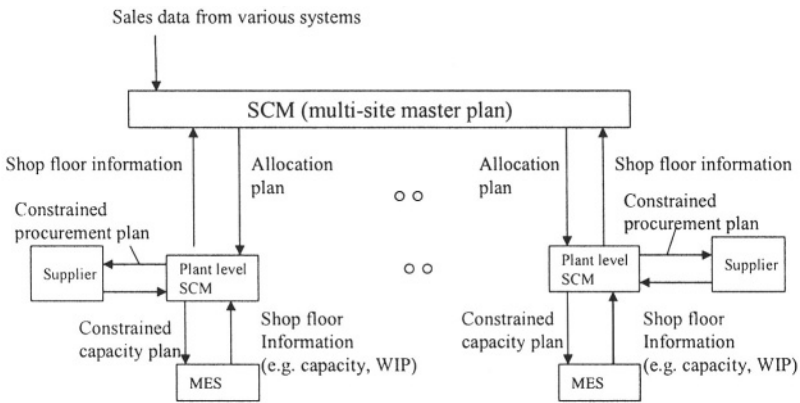 Sales data from various systems
SCM (multi-site master plan)
Shop floor information
Allocation
plan
Allocation
plan
Shop floor information
Constrained
procurement plan
Constrained
procurement plan
Supplier
Plant level
SCM
Plant level
SCM
Supplier
Constrained
capacity plan
Shop floor
Information
(e.g. capacity, WIP)
Constrained
capacity plan
Shop floor
Information
(e.g. capacity, WIP)
MES
MES